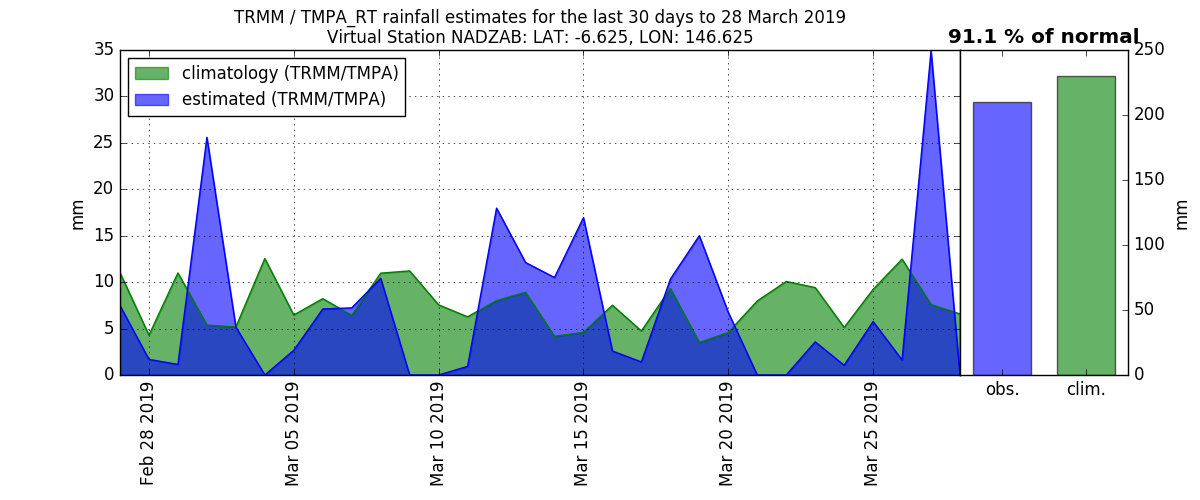 TRMM / TMPA_RT rainfall estimates for the last 30 days to 28 March 2019
Virtual Station NADZAB: LAT: -6.625, LON: 146.625
91.1 % of normal
climatology (TRMM/TMPA)
estimated (TRMM/TMPA)
mm
35
30
25
20
15
10
5
0
Feb 28 2019
Mar 05 2019
Mar 10 2019
Mar 15 2019
Mar 20 2019
Mar 25 2019
obs.
clim.
250
200
150
100
50
0
mm